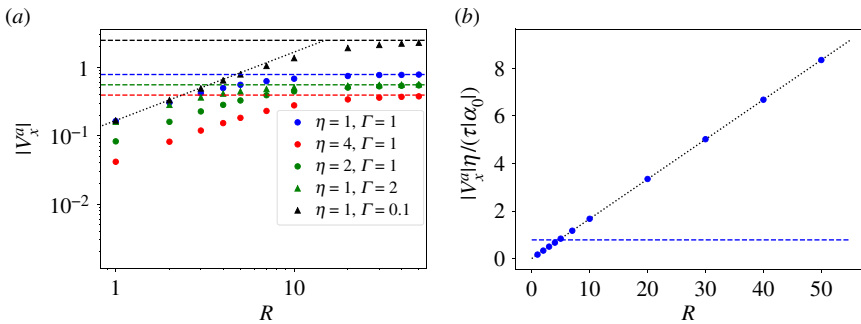 (a)
(b)
|V_x^a|
1
10^{-1}
10^{-2}
1
10
R
η = 1, Γ = 1
η = 4, Γ = 1
η = 2, Γ = 1
η = 1, Γ = 2
η = 1, Γ = 0.1
|V_x^a|η/(τ|α_0|)
8
6
4
2
0
0
10
20
30
40
50
R